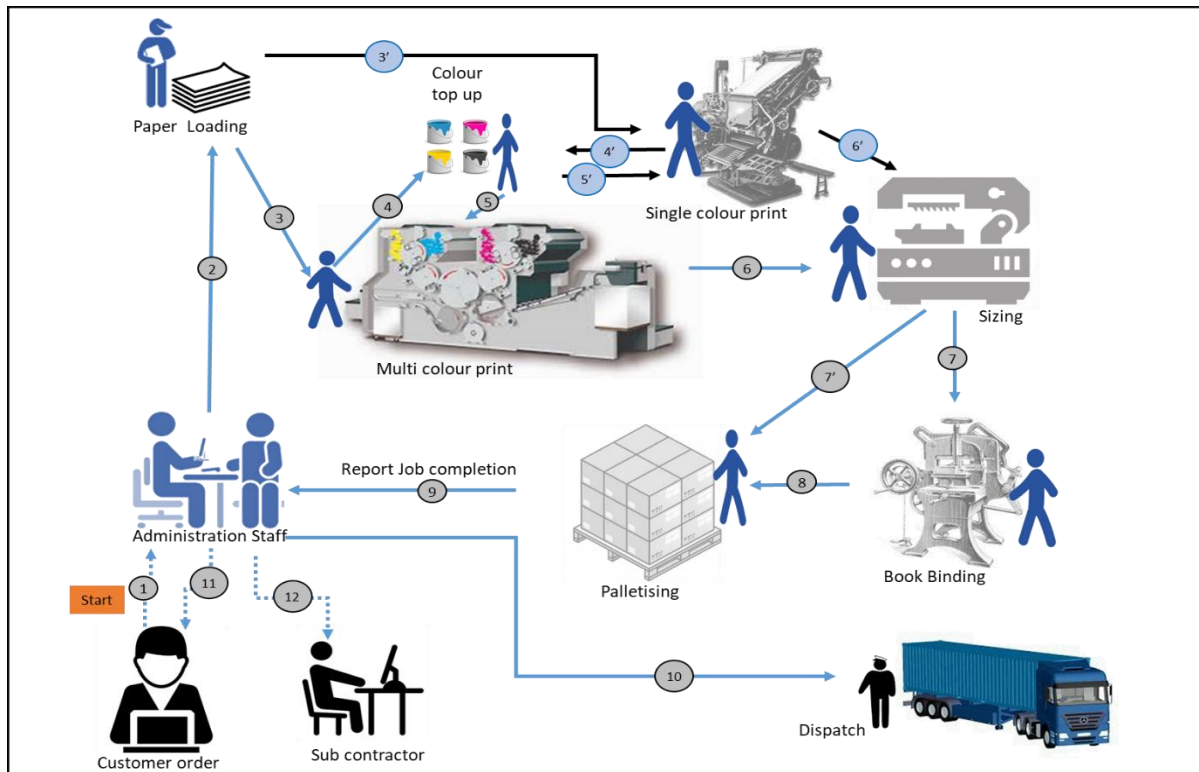 3’
Colour
top up
Paper Loading
4’
6’
5’
3
4
5
Single colour print
2
6
Sizing
Multi colour print
7’
7
Report Job completion
9
8
Administration Staff
Palletising
Book Binding
Start
1
11
12
10
Dispatch
Customer order
Sub contractor